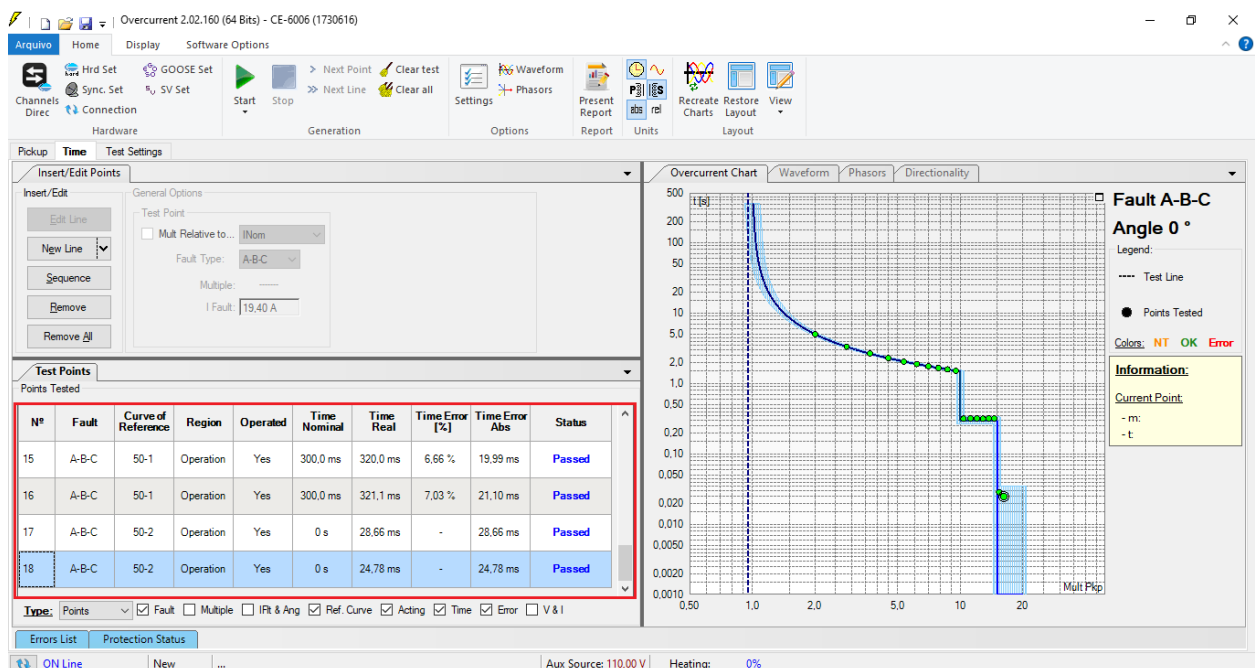 Overcurrent 2.02.160 (64 Bits) - CE-6006 (1730616)
Arquivo Home Display Software Options
Channels Direc
Hrd Set
Sync. Set
Connection
GOOSE Set
SV Set
Hardware
Start Stop
Next Point
Next Line
Clear test
Clear all
Generation
Settings
Waveform
Phasors
Options
Present Report
Report
abs rel
Units
Recreate Charts
Restore Layout
View
Layout
Pickup Time Test Settings
Insert/Edit Points
Insert/Edit
Edit Line
New Line
Sequence
Remove
Remove All
General Options
Test Point
Mult Relative to... INom
Fault Type: A-B-C
Multiple: -----
I Fault: 19,40 A
Test Points
Points Tested
Nº Fault Curve of Reference Region Operated Time Nominal Time Real Time Error [%] Time Error Abs Status
15 A-B-C 50-1 Operation Yes 300,0 ms 320,0 ms 6,66 % 19,99 ms Passed
16 A-B-C 50-1 Operation Yes 300,0 ms 321,1 ms 7,03 % 21,10 ms Passed
17 A-B-C 50-2 Operation Yes 0 s 28,66 ms - 28,66 ms Passed
18 A-B-C 50-2 Operation Yes 0 s 24,78 ms - 24,78 ms Passed
Type: Points Fault Multiple IFlt & Ang Ref. Curve Acting Time Error V & I
Errors List Protection Status
Overcurrent Chart Waveform Phasors Directionality
t [s]
500
200
100
50
20
10
5,0
2,0
1,0
0,50
0,20
0,10
0,050
0,020
0,010
0,0050
0,0020
0,0010
Mult Pkp
0,50 1,0 2,0 5,0 10 20
Fault A-B-C
Angle 0 °
Legend:
---- Test Line
Points Tested
Colors: NT OK Error
Information:
Current Point:
- m:
- t:
ON Line New ... Aux Source: 110.00 V Heating: 0%